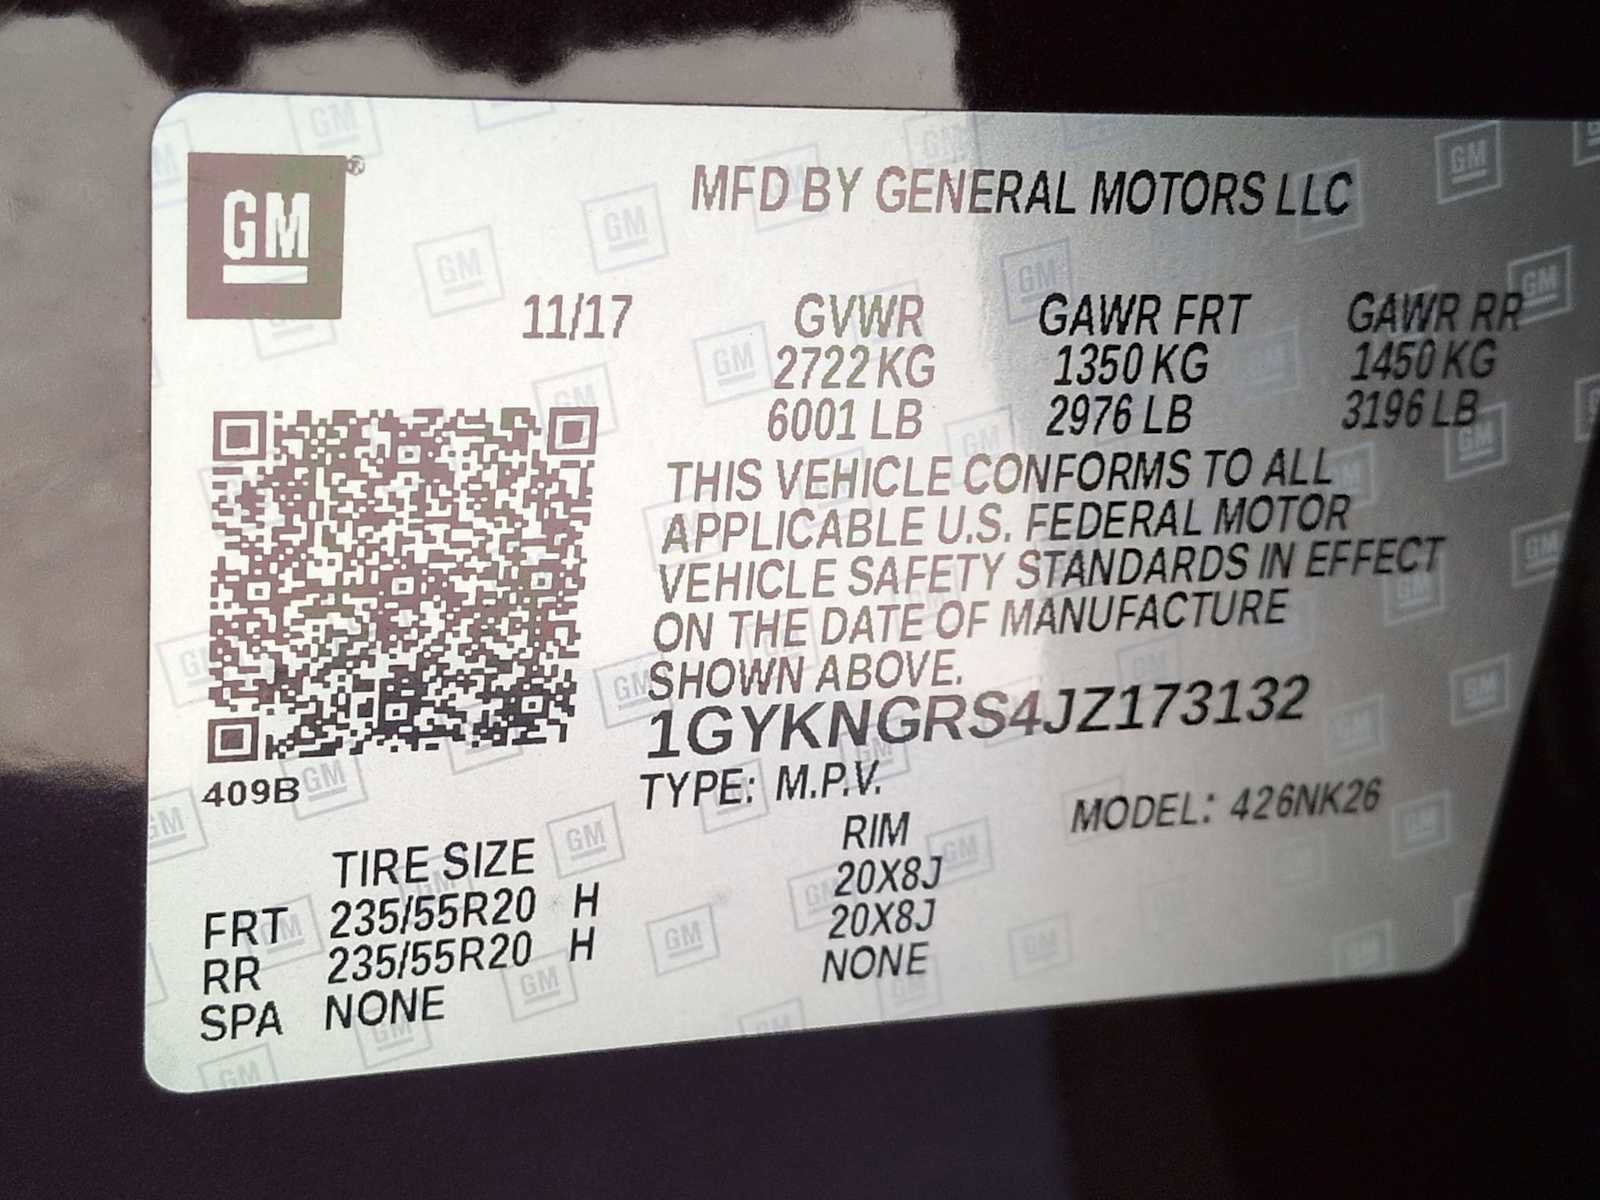 GM ®
MFD BY GENERAL MOTORS LLC
11/17 GVWR GAWR FRT GAWR RR
2722 KG 1350 KG 1450 KG
6001 LB 2976 LB 3196 LB
THIS VEHICLE CONFORMS TO ALL
APPLICABLE U.S. FEDERAL MOTOR
VEHICLE SAFETY STANDARDS IN EFFECT
ON THE DATE OF MANUFACTURE
SHOWN ABOVE.
1GYKNGRS4JZ173132
409B
TYPE: M.P.V. MODEL: 426NK26
TIRE SIZE RIM
FRT 235/55R20 H 20X8J
RR 235/55R20 H 20X8J
SPA NONE NONE